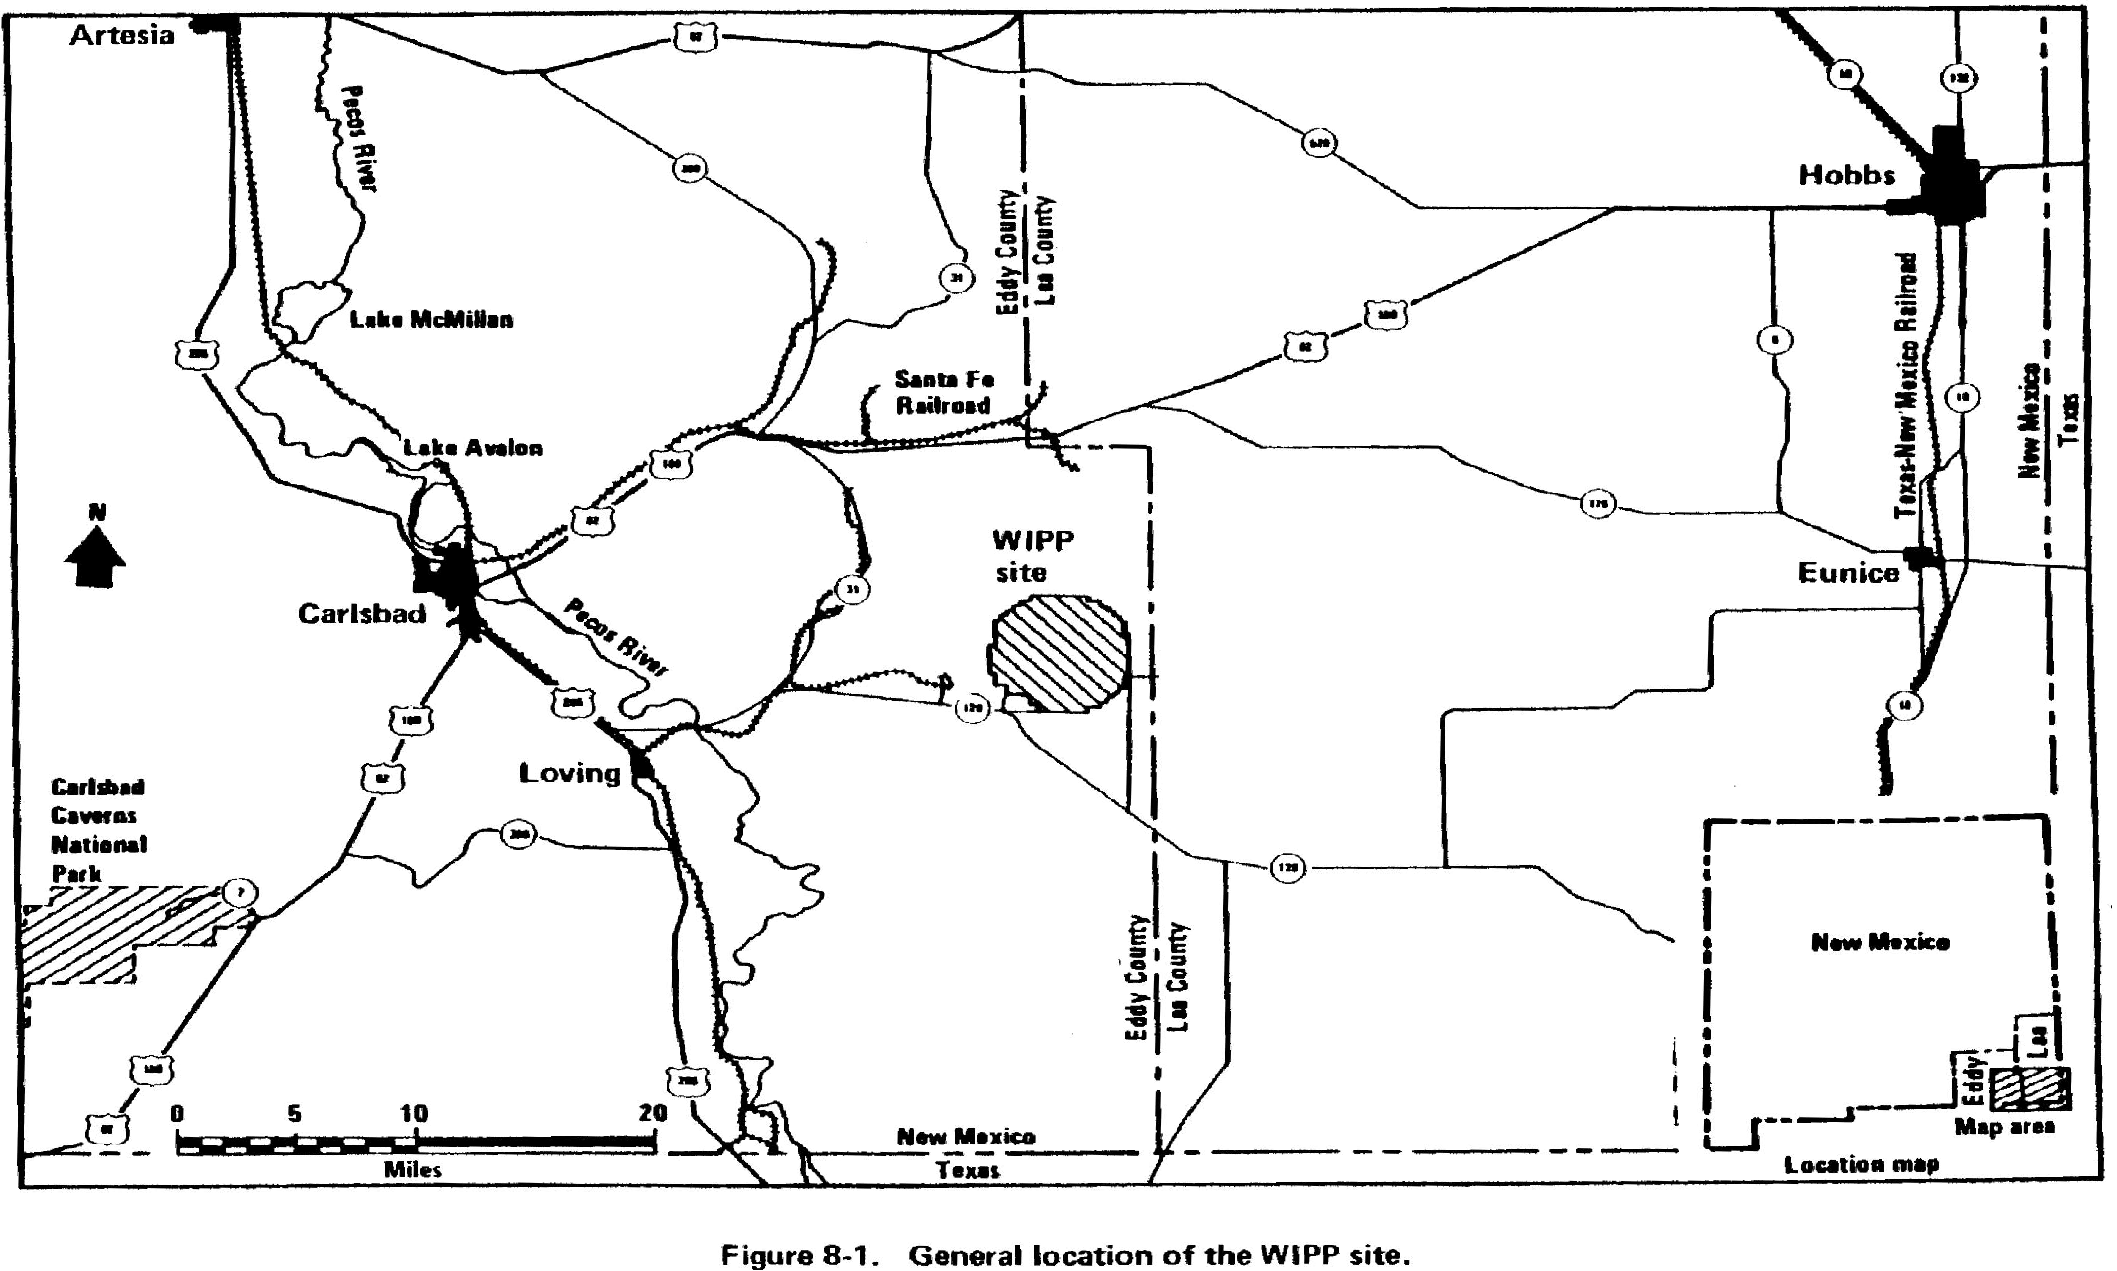 Artesia
Pecos River
Hobbs
Eddy County
Lea County
Lake McMillan
31
Santa Fe
Railroad
Texas-New Mexico Railroad
New Mexico
Texas
Lake Avalon
N
WIPP
site
Eunice
Carlsbad
Pecos River
31
Loving
Carlsbad
Caverns
National
Park
7
Eddy County
Lea County
New Mexico
Eddy
Lea
0 5 10 20
Miles
New Mexico
Texas
Map area
Location map
Figure 8-1. General location of the WIPP site.